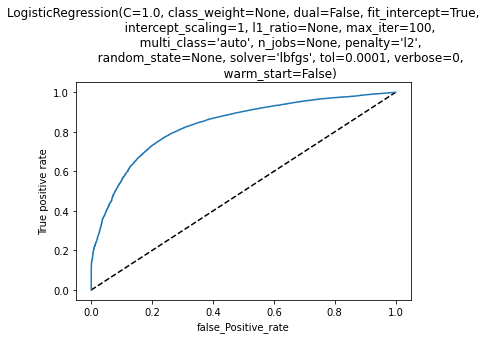 LogisticRegression(C=1.0, class_weight=None, dual=False, fit_intercept=True,
intercept_scaling=1, l1_ratio=None, max_iter=100,
multi_class='auto', n_jobs=None, penalty='l2',
random_state=None, solver='lbfgs', tol=0.0001, verbose=0,
warm_start=False)
1.0
0.8
0.6
0.4
0.2
0.0
True positive rate
0.0 0.2 0.4 0.6 0.8 1.0
false_Positive_rate